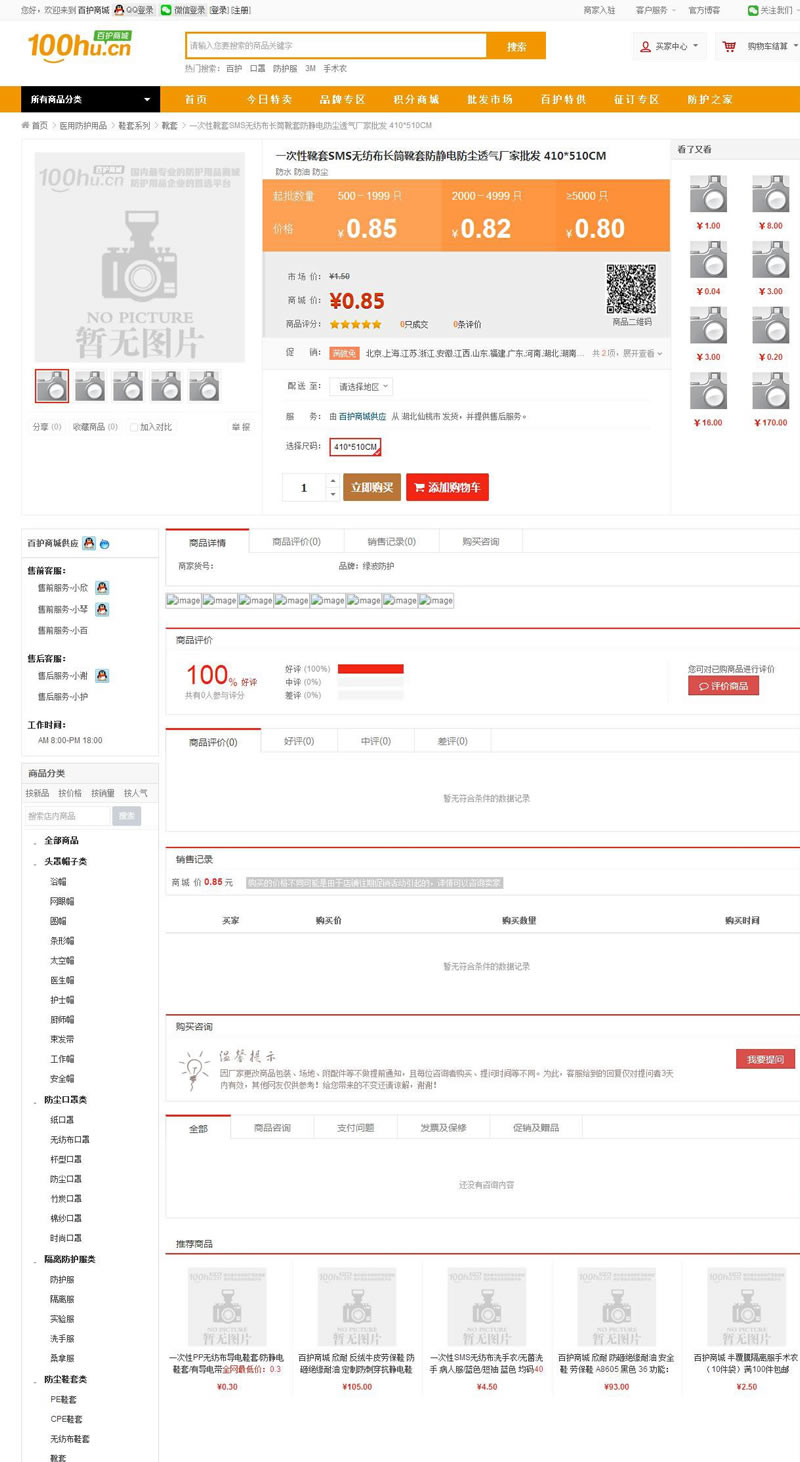 您好，欢迎来到 百护商城 QQ登录 微信登录 [登录] [注册]
商家入驻 客户服务 官方博客 关注我们
100hu.cn 百护商城
请输入您要搜索的商品关键字 搜索
买家中心 购物车结算
热门搜索： 百护 口罩 防护服 3M 手术衣
所有商品分类 首页 今日特卖 品牌专区 积分商城 批发市场 百护特供 征订专区 防护之家
首页 > 医用防护用品 > 鞋套系列 > 靴套 > 一次性靴套SMS无纺布长筒靴套防静电防尘透气厂家批发 410*510CM
100hu.cn 百护商城 国内最专业的防护用品商城
防护用品企业的首选平台
NO PICTURE
暂无图片
分享 (0) 收藏商品 (0) 加入对比 举报
一次性靴套SMS无纺布长筒靴套防静电防尘透气厂家批发 410*510CM
防水 防油 防尘
起批数量 500－1999 只 2000－4999 只 ≥5000 只
价格 ¥0.85 ¥0.82 ¥0.80
市 场 价: ¥1.50
商 城 价: ¥0.85
商品评分: 0只成交 0条评价
商品二维码
促 销: 满就免 北京,上海,江苏,浙江,安徽,江西,山东,福建,广东,河南,湖北,湖南... 共 2项，展开查看
配 送 至: 请选择地区
服 务: 由 百护商城供应 从 湖北仙桃市 发货，并提供售后服务。
选择尺码: 410*510CM
1 立即购买 添加购物车
看了又看
¥1.00 ¥8.00
¥0.04 ¥3.00
¥3.00 ¥0.20
¥16.00 ¥170.00
百护商城供应
售前客服:
售前服务-小欣
售前服务-小琴
售前服务-小百
售后客服:
售后服务-小谢
售后服务-小护
工作时间:
AM 8:00-PM 18:00
商品分类
按新品 按价格 按销量 按人气
搜索店内商品 搜索
全部商品
头罩帽子类
浴帽
网眼帽
圆帽
条形帽
太空帽
医生帽
护士帽
厨师帽
束发带
工作帽
安全帽
防尘口罩类
纸口罩
无纺布口罩
杯型口罩
防尘口罩
竹炭口罩
棉纱口罩
时尚口罩
隔离防护服类
防护服
隔离服
实验服
洗手服
桑拿服
防尘鞋套类
PE鞋套
CPE鞋套
无纺布鞋套
靴套
商品详情 商品评价(0) 销售记录(0) 购买咨询
商家货号: 品牌: 绿波防护
image image image image image image image image
商品评价
100% 好评
共有0人参与评分
好评 (100%)
中评 (0%)
差评 (0%)
您可对已购商品进行评价
评价商品
商品评价(0) 好评(0) 中评(0) 差评(0)
暂无符合条件的数据记录
销售记录
商 城 价 0.85 元 购买的价格不同可能是由于店铺往期促销活动引起的，详情可以咨询卖家
买家 购买价 购买数量 购买时间
暂无符合条件的数据记录
购买咨询
温馨提示
因厂家更改商品包装、场地、附配件等不做提前通知，且每位咨询者购买、提问时间等不同。为此，客服给到的回复仅对提问者3天
内有效，其他网友仅供参考！给您带来的不变还请谅解，谢谢！
我要提问
全部 商品咨询 支付问题 发票及保修 促销及赠品
还没有咨询内容
推荐商品
NO PICTURE NO PICTURE NO PICTURE NO PICTURE NO PICTURE
暂无图片 暂无图片 暂无图片 暂无图片 暂无图片
一次性PP无纺布导电鞋套 防静电
鞋套/有导电带全网最低价：0.3
¥0.30
百护商城 欣耐 反绒牛皮劳保鞋 防
砸绝缘耐油 定制防刺穿抗静电鞋
¥105.00
一次性SMS无纺布洗手衣/无菌洗
手 病人服/蓝色/短袖 蓝色 均码40
¥4.50
百护商城 欣耐 防砸绝缘耐油 安全
鞋 劳保鞋 A8605 黑色 36 功能：
¥93.00
百护商城 半覆膜隔离服手术衣
（10件袋）满100件包邮
¥2.50